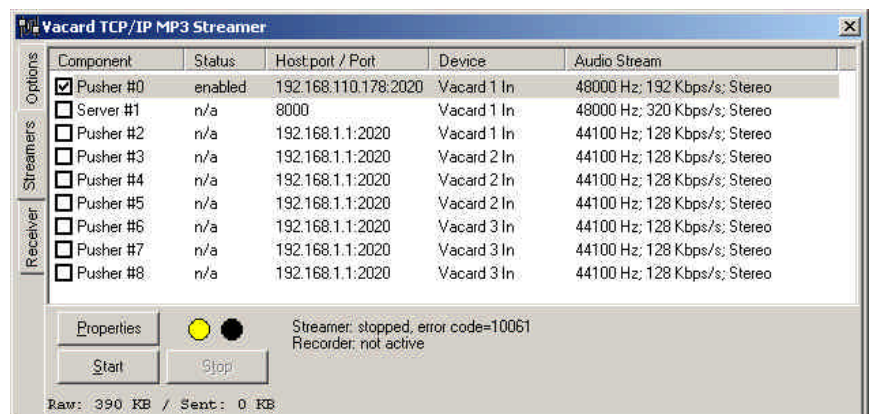 Vacard TCP/IP MP3 Streamer
Options
Streamers
Receiver
Component Status Host:port / Port Device Audio Stream
Pusher #0 enabled 192.168.110.178:2020 Vacard 1 In 48000 Hz; 192 Kbps/s; Stereo
Server #1 n/a 8000 Vacard 1 In 48000 Hz; 320 Kbps/s; Stereo
Pusher #2 n/a 192.168.1.1:2020 Vacard 1 In 44100 Hz; 128 Kbps/s; Stereo
Pusher #3 n/a 192.168.1.1:2020 Vacard 2 In 44100 Hz; 128 Kbps/s; Stereo
Pusher #4 n/a 192.168.1.1:2020 Vacard 2 In 44100 Hz; 128 Kbps/s; Stereo
Pusher #5 n/a 192.168.1.1:2020 Vacard 2 In 44100 Hz; 128 Kbps/s; Stereo
Pusher #6 n/a 192.168.1.1:2020 Vacard 3 In 44100 Hz; 128 Kbps/s; Stereo
Pusher #7 n/a 192.168.1.1:2020 Vacard 3 In 44100 Hz; 128 Kbps/s; Stereo
Pusher #8 n/a 192.168.1.1:2020 Vacard 3 In 44100 Hz; 128 Kbps/s; Stereo
Properties
Streamer: stopped, error code=10061
Recorder: not active
Start Stop
Raw: 390 KB / Sent: 0 KB